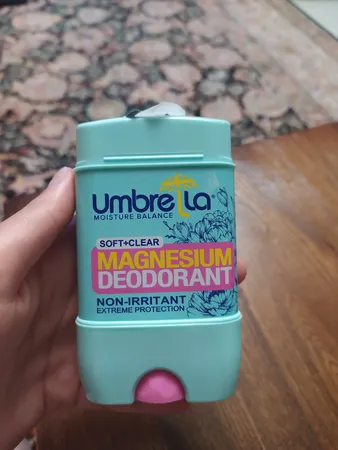 Umbrella
MOISTURE BALANCE
SOFT+CLEAR
MAGNESIUM
DEODORANT
NON-IRRITANT
EXTREME PROTECTION